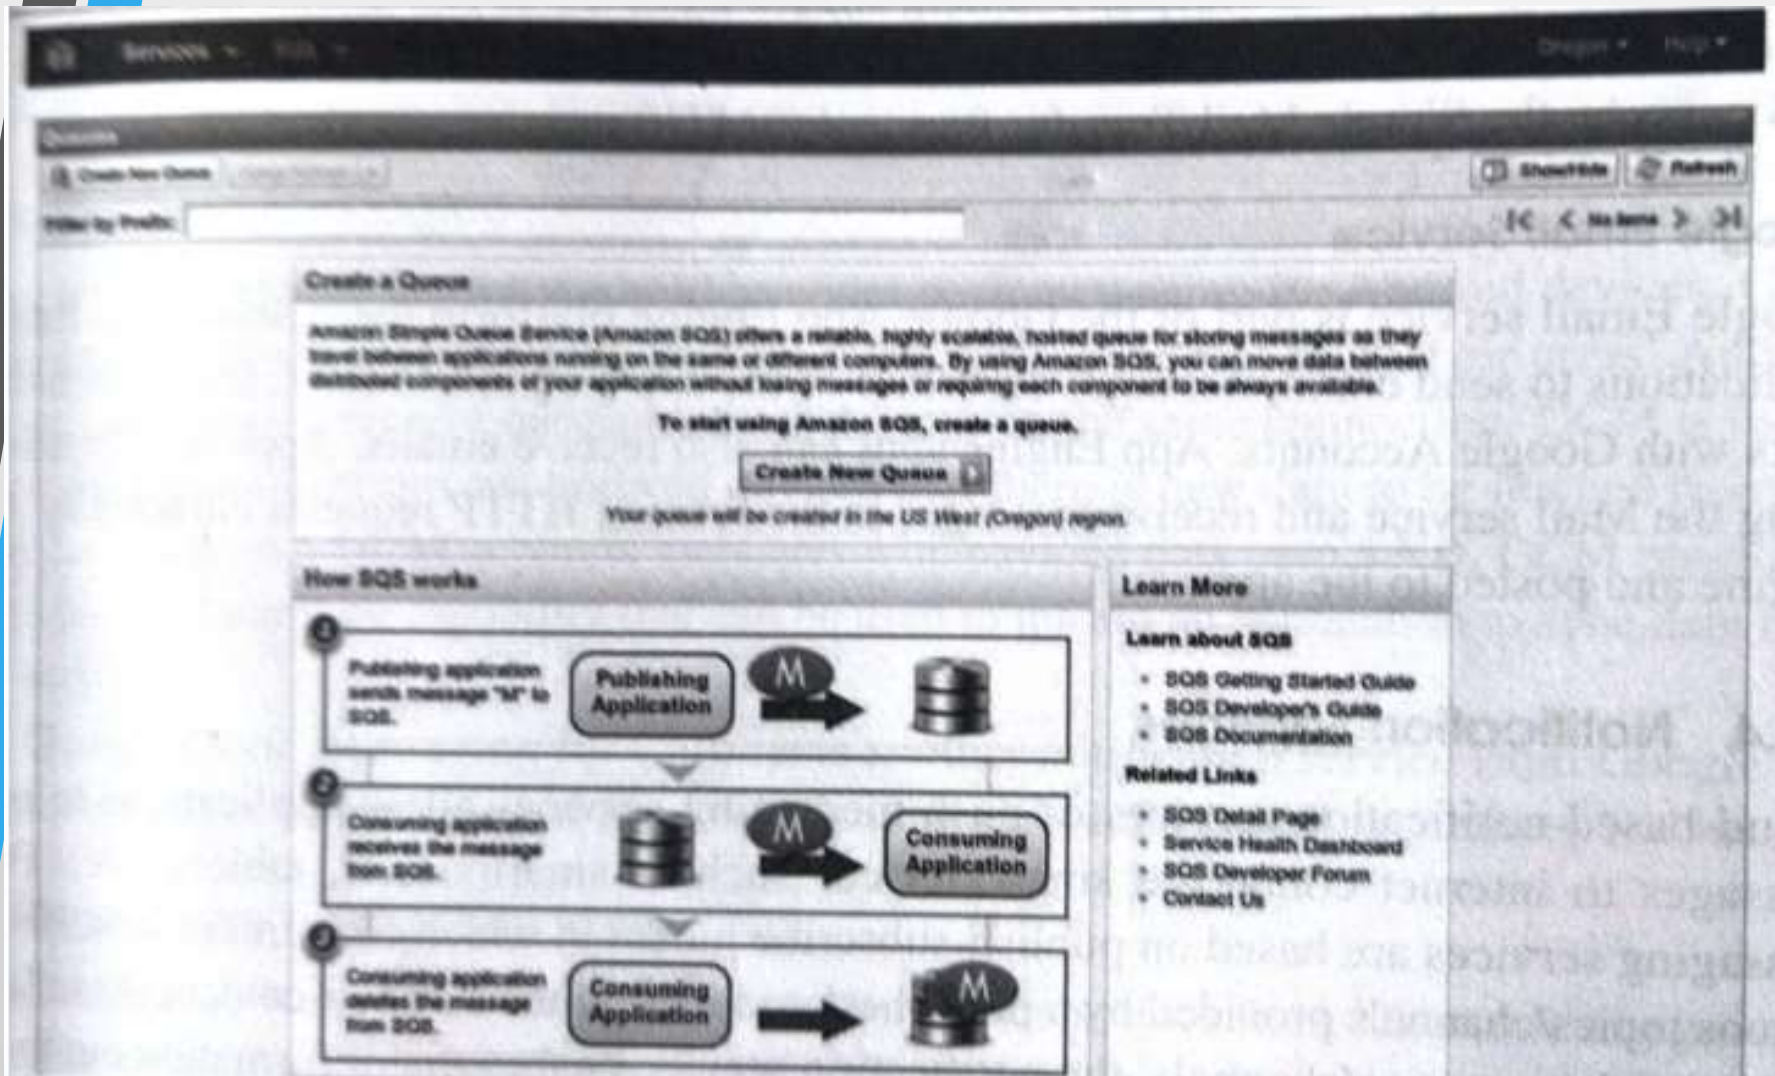 Services
Oregon Help
Queues
Create New Queue
Show/Hide Refresh
Filter by Prefix:
No items
Create a Queue
Amazon Simple Queue Service (Amazon SQS) offers a reliable, highly scalable, hosted queue for storing messages as they
travel between applications running on the same or different computers. By using Amazon SQS, you can move data between
distributed components of your application without losing messages or requiring each component to be always available.
To start using Amazon SQS, create a queue.
Create New Queue
Your queue will be created in the US West (Oregon) region.
How SQS works
1
Publishing application
sends message "M" to
SQS.
Publishing
Application
M
2
Consuming application
receives the message
from SQS.
M
Consuming
Application
3
Consuming application
deletes the message
from SQS.
Consuming
Application
M
Learn More
Learn about SQS
SQS Getting Started Guide
SQS Developer's Guide
SQS Documentation
Related Links
SQS Detail Page
Service Health Dashboard
SQS Developer Forum
Contact Us